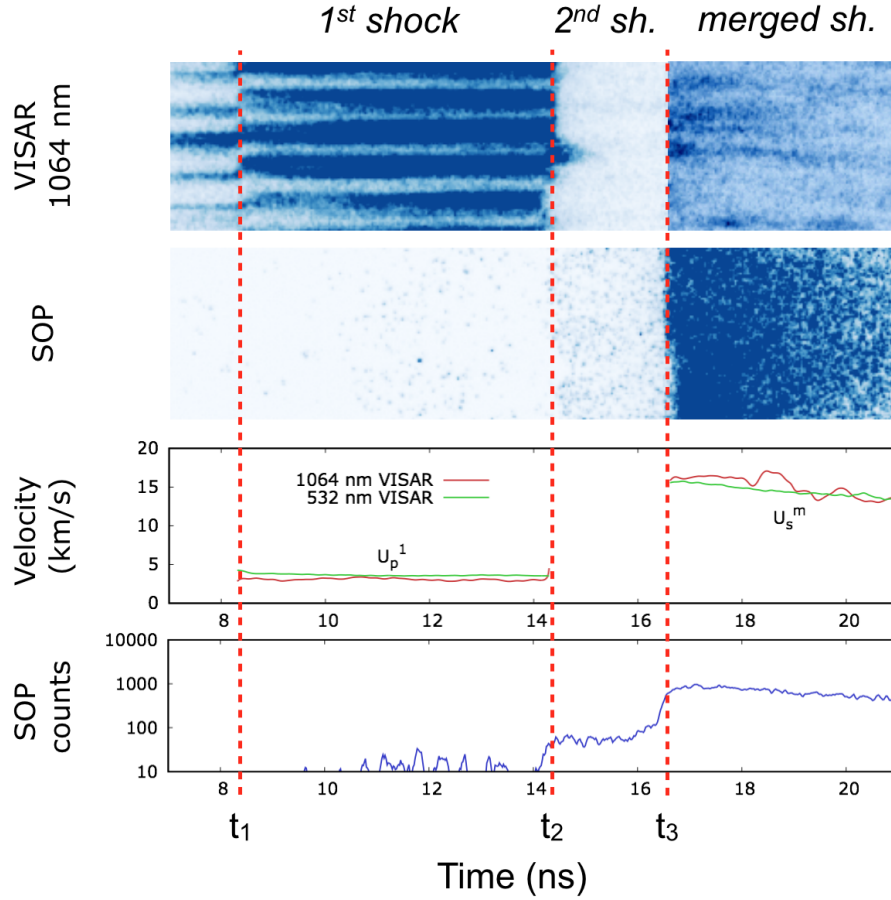 1st shock 2nd sh. merged sh.
VISAR
1064 nm
SOP
Velocity
(km/s)
20
15
10
5
0
1064 nm VISAR
532 nm VISAR
Up1
Usm
8 10 12 14 16 18 20
SOP
counts
10000
1000
100
10
8 10 12 14 16 18 20
t1 t2 t3
Time (ns)